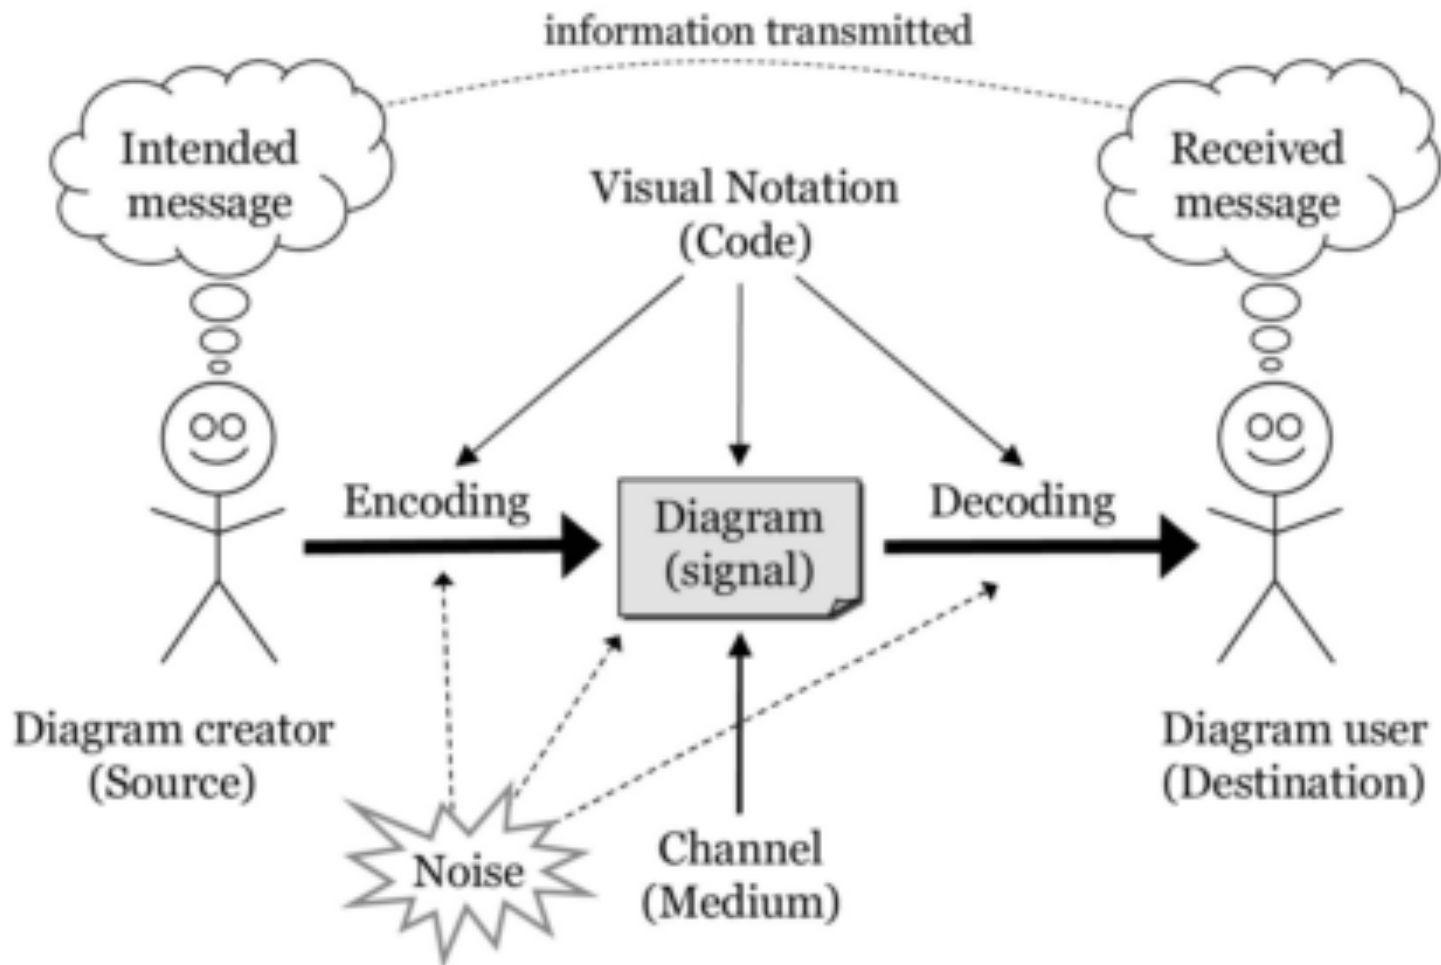 information transmitted
Intended
message
Received
message
Visual Notation
(Code)
Encoding
Diagram
(signal)
Decoding
Diagram creator
(Source)
Diagram user
(Destination)
Noise
Channel
(Medium)